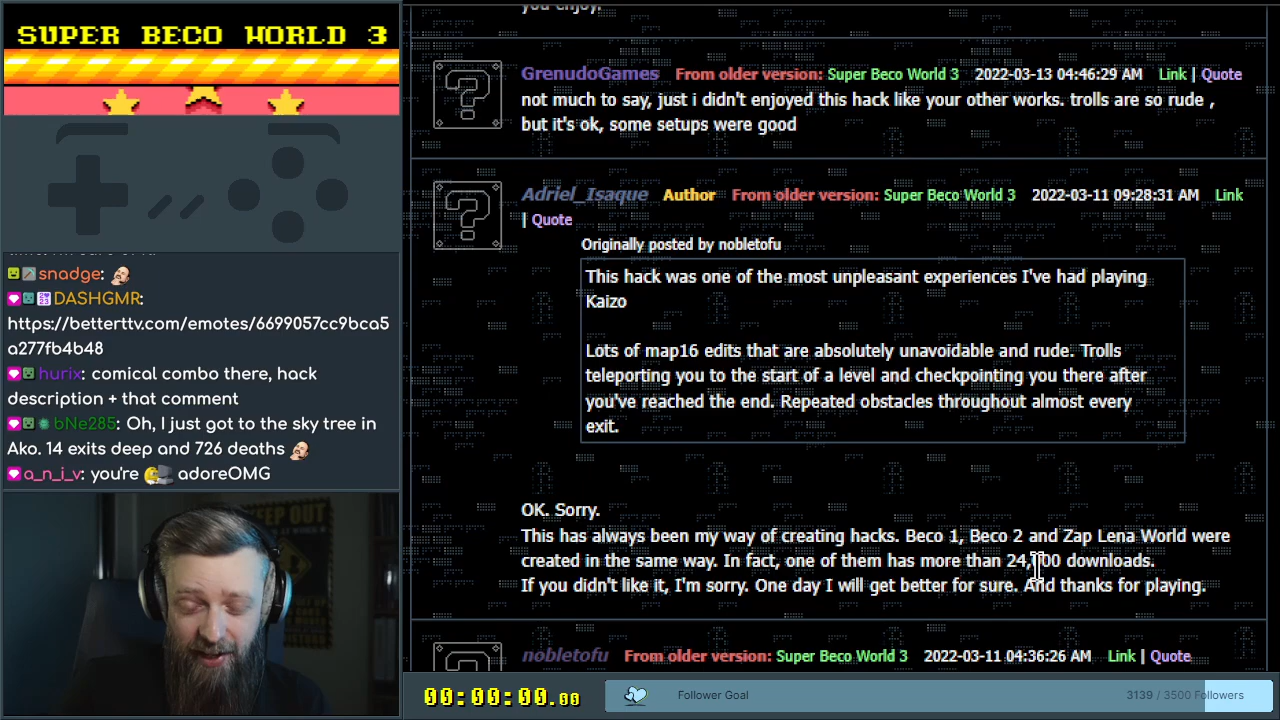 SUPER BECO WORLD 3
snadge:
DASHGMR:
https://betterttv.com/emotes/6699057cc9bca5
a277fb4b48
hurix: comical combo there, hack
description + that comment
bNe285: Oh, I just got to the sky tree in
Ako. 14 exits deep and 726 deaths
a_n_i_v: you're adoreOMG
you enjoy.
GrenudoGames From older version: Super Beco World 3 2022-03-13 04:46:29 AM Link | Quote
not much to say, just i didn't enjoyed this hack like your other works. trolls are so rude ,
but it's ok, some setups were good
Adriel_Isaque Author From older version: Super Beco World 3 2022-03-11 09:28:31 AM Link
| Quote
Originally posted by nobletofu
This hack was one of the most unpleasant experiences I've had playing
Kaizo
Lots of map16 edits that are absolutely unavoidable and rude. Trolls
teleporting you to the start of a level and checkpointing you there after
you've reached the end. Repeated obstacles throughout almost every
exit.
OK. Sorry.
This has always been my way of creating hacks. Beco 1, Beco 2 and Zap Lena World were
created in the same way. In fact, one of them has more than downloads.
If you didn't like it, i'm sorry. One day I will get better for sure. And thanks for playing.
nobletofu From older version: Super Beco World 3 2022-03-11 04:36:26 AM Link | Quote
00:00:00.00
Follower Goal
3139 / 3500 Followers